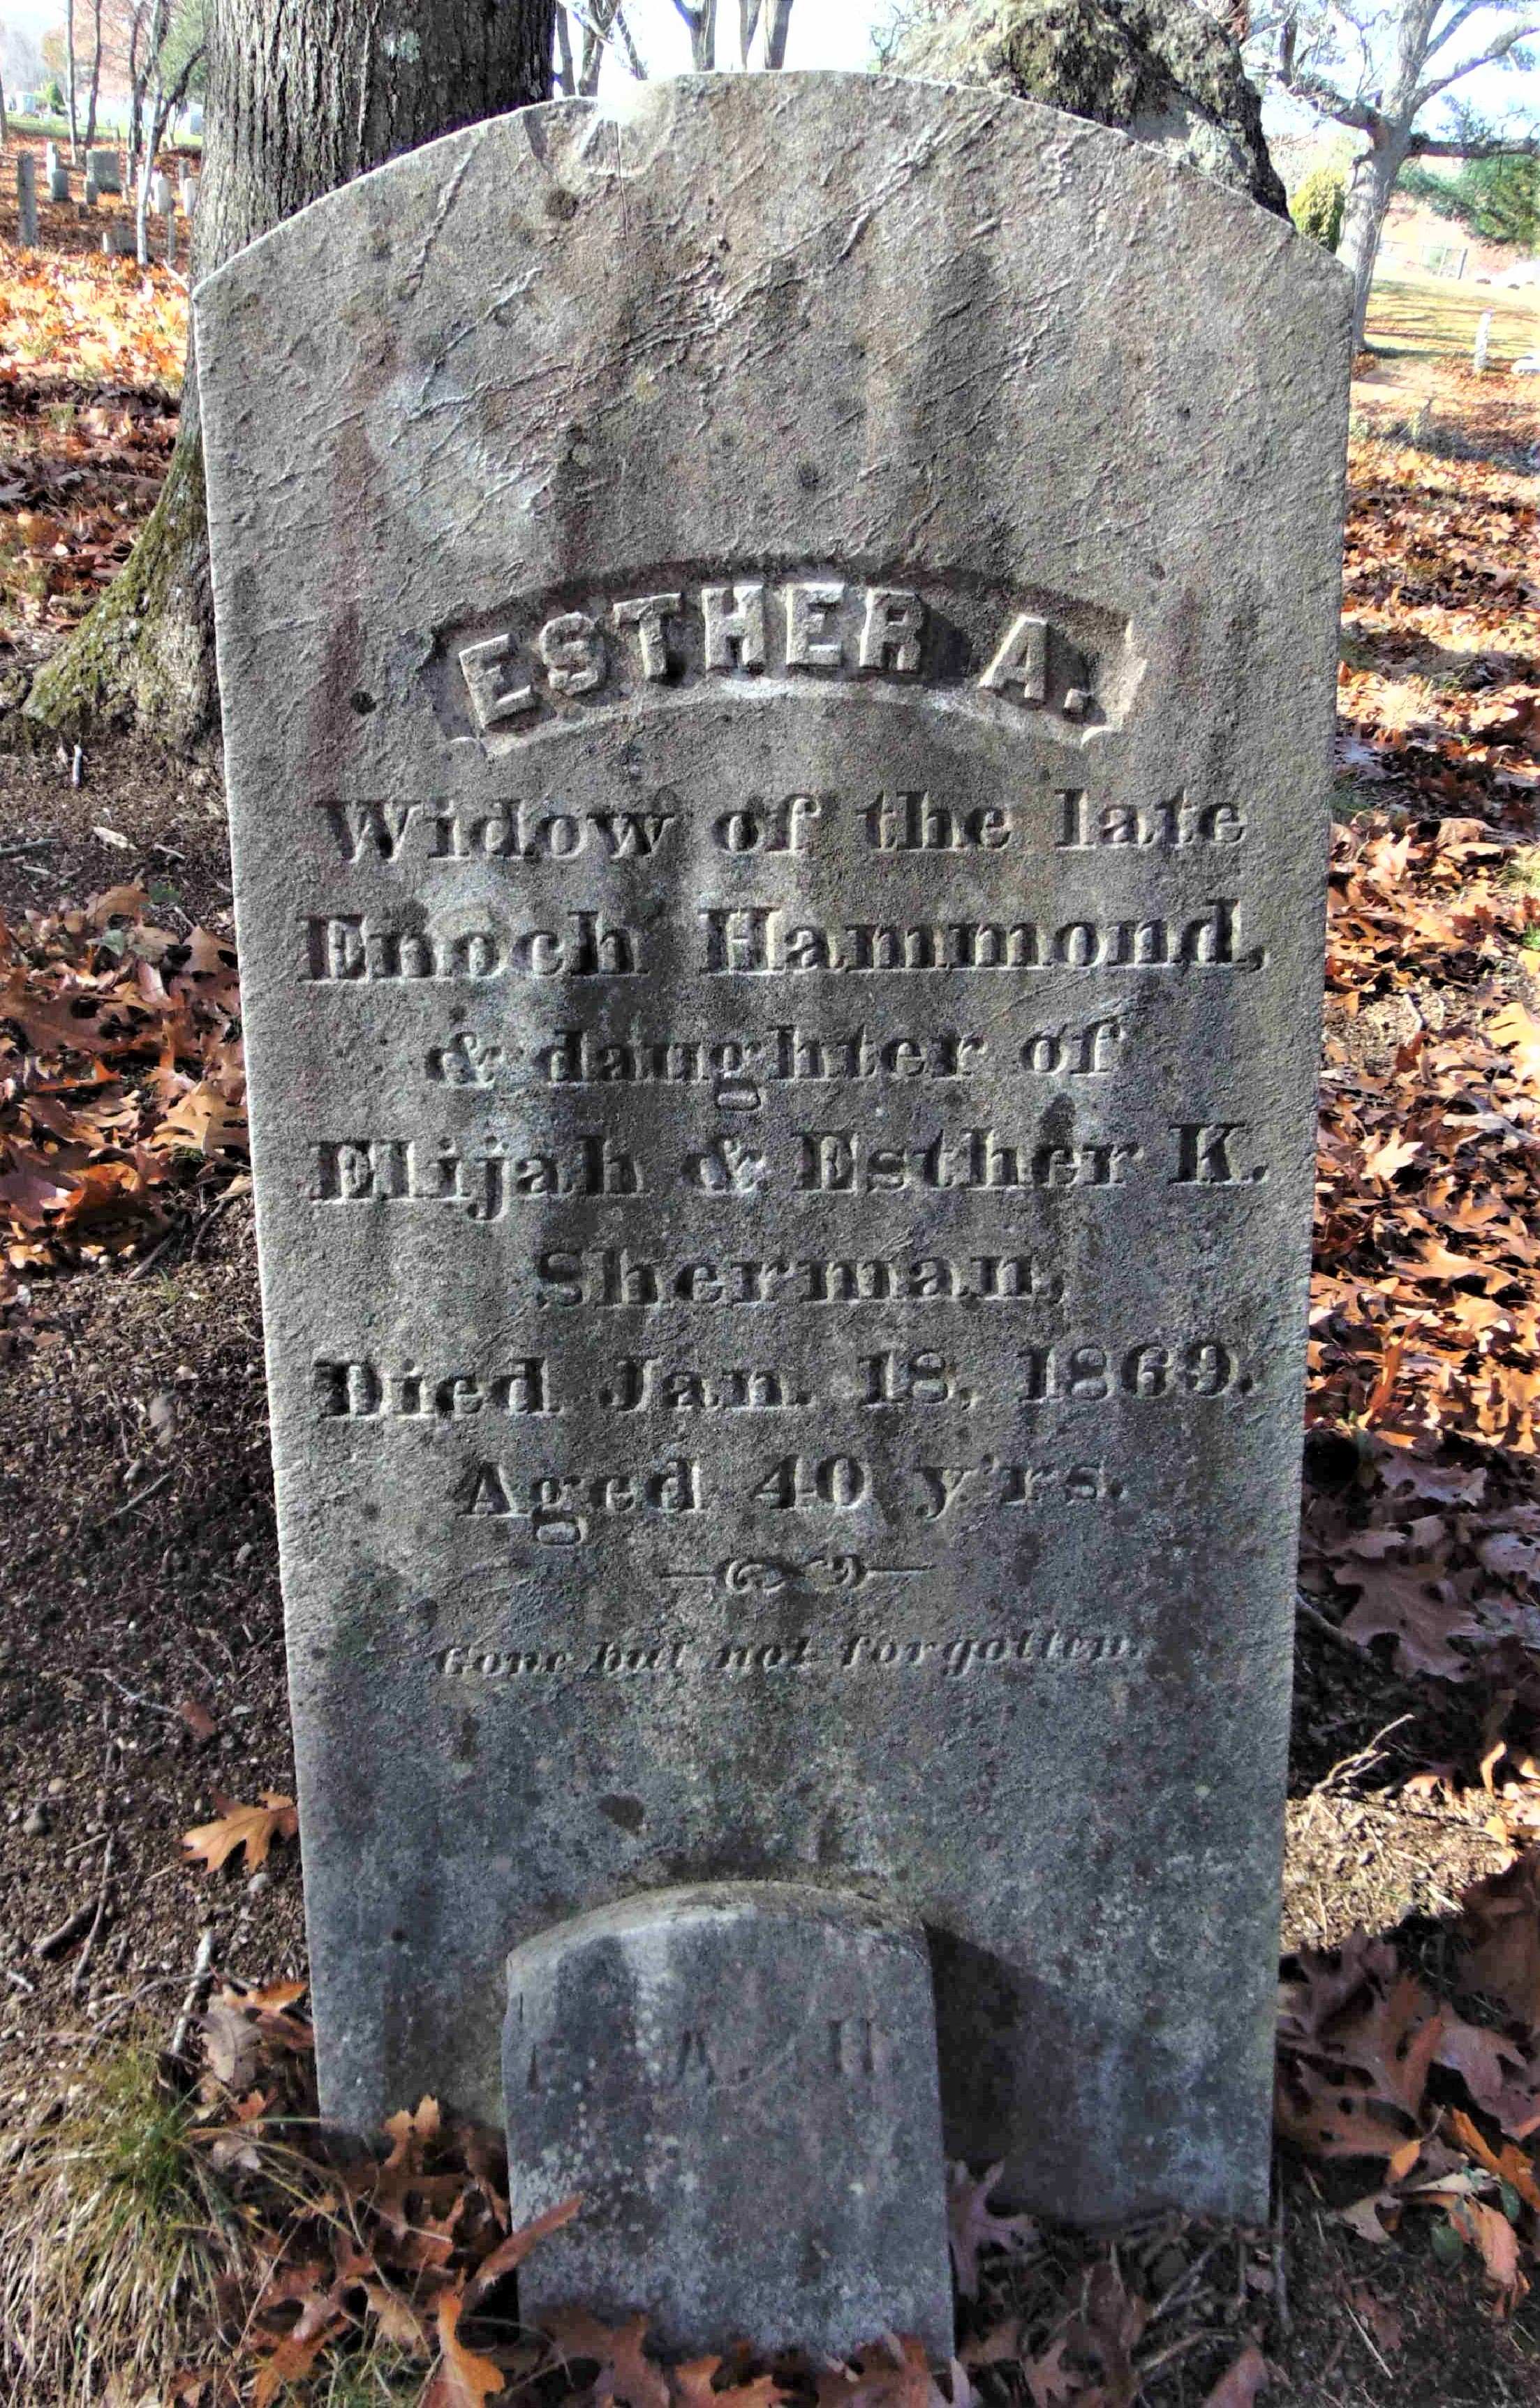 ESTHER A.
Widow of the late
Enoch Hammond,
& daughter of
Elijah & Esther K.
Sherman,
Died Jan. 18, 1869.
Aged 40 y'rs.
Gone but not forgotten.
A H